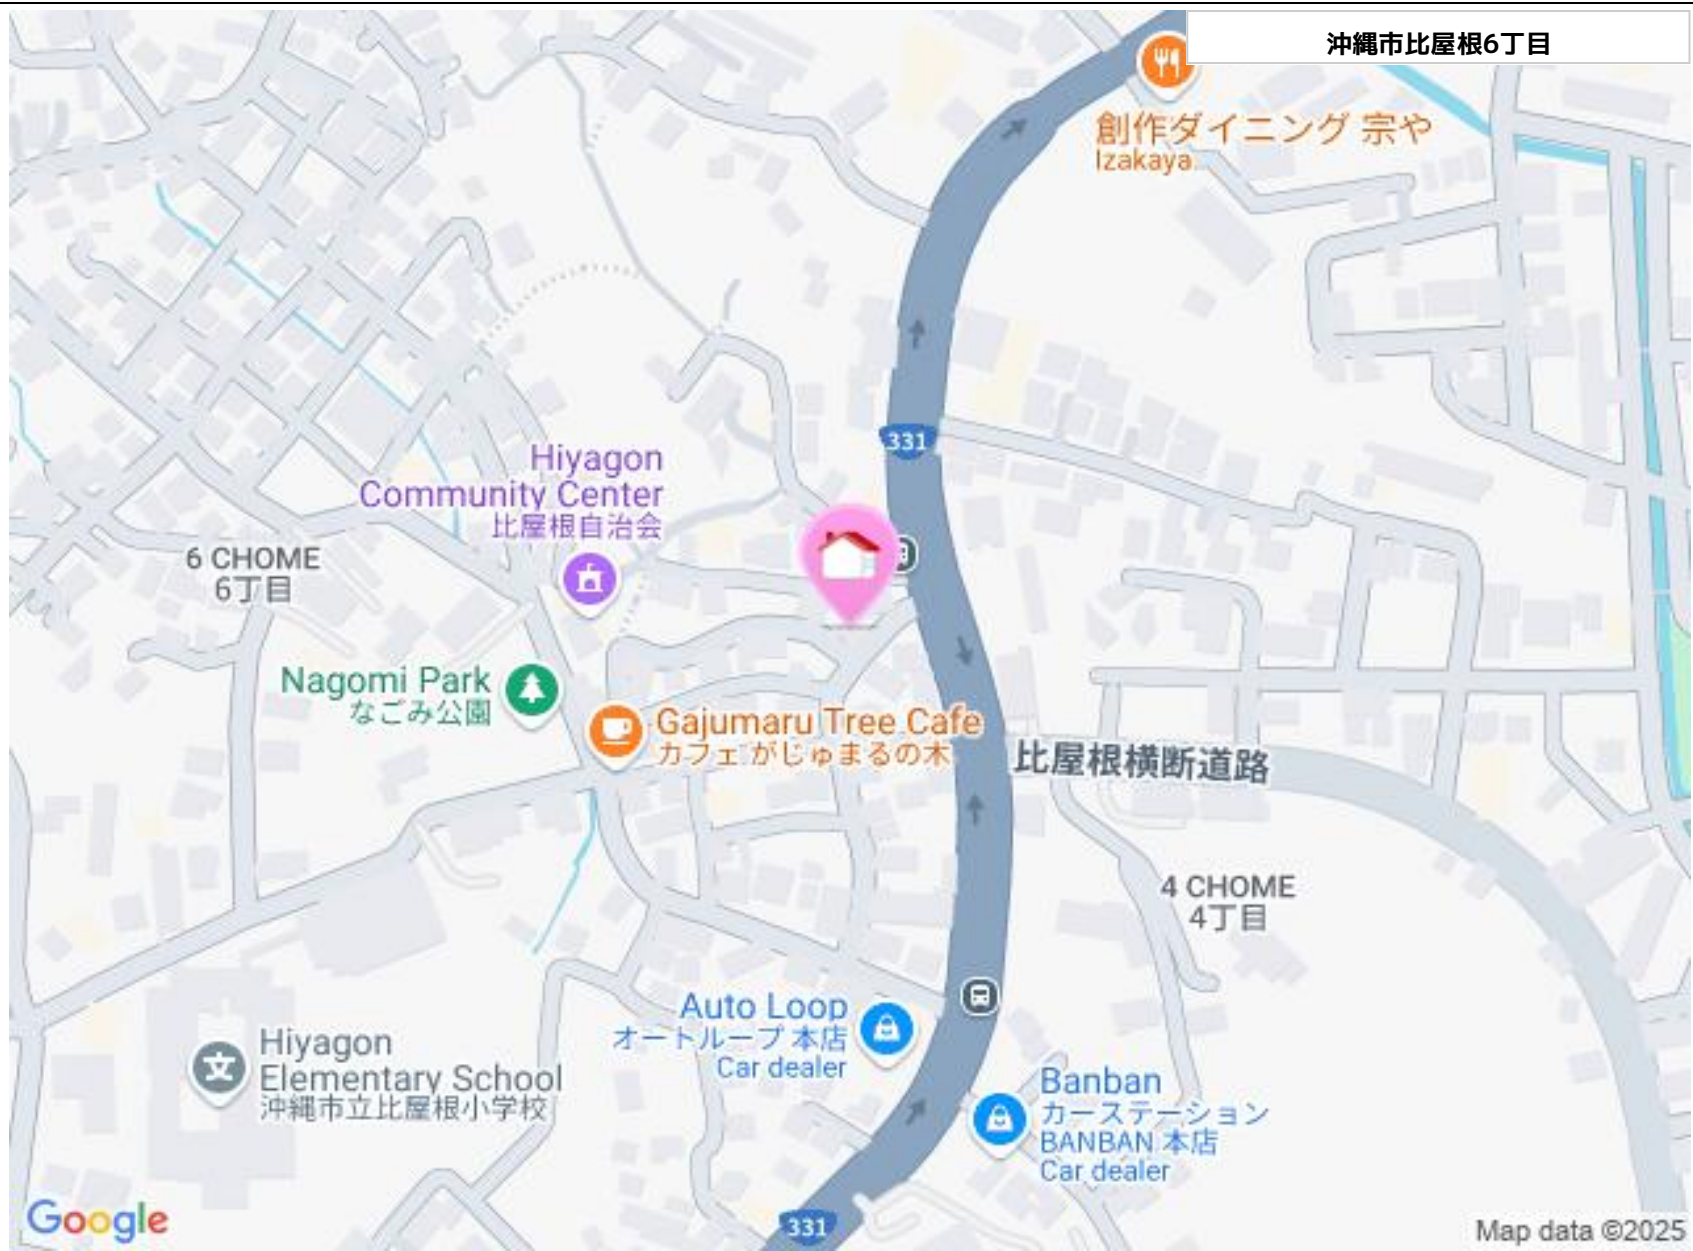 沖縄市比屋根6丁目
創作ダイニング 宗や
Izakaya
331
Hiyagon
Community Center
比屋根自治会
6 CHOME
6丁目
Nagomi Park
なごみ公園
Gajumaru Tree Cafe
カフェ がじゅまるの木
比屋根横断道路
4 CHOME
4丁目
Auto Loop
オートループ 本店
Car dealer
Hiyagon
Elementary School
沖縄市立比屋根小学校
文
Banban
カーステーション
BANBAN 本店
Car dealer
331
Google
Map data ©2025